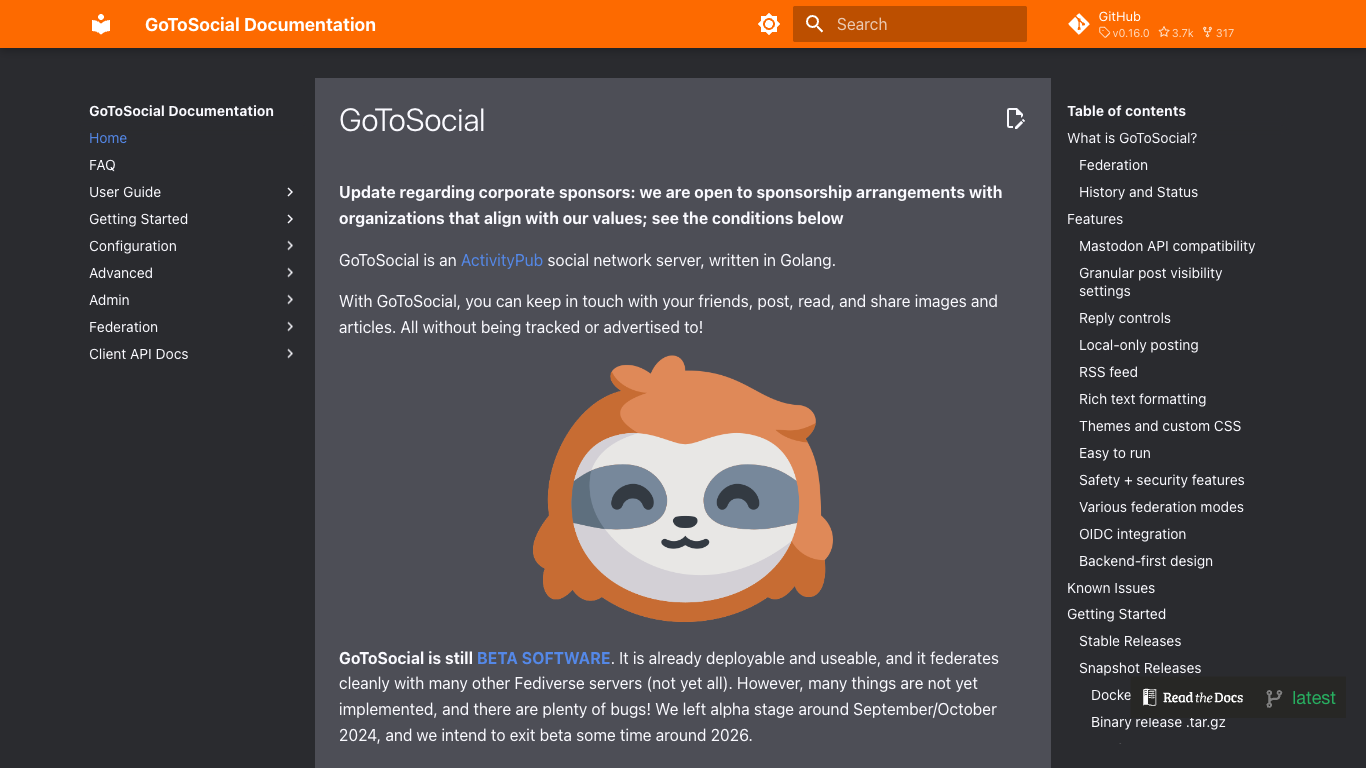 GoToSocial Documentation
Search
GitHub
v0.16.0 3.7k 317
GoToSocial Documentation
Home
FAQ
User Guide
Getting Started
Configuration
Advanced
Admin
Federation
Client API Docs
GoToSocial
Update regarding corporate sponsors: we are open to sponsorship arrangements with
organizations that align with our values; see the conditions below
GoToSocial is an ActivityPub social network server, written in Golang.
With GoToSocial, you can keep in touch with your friends, post, read, and share images and
articles. All without being tracked or advertised to!
GoToSocial is still BETA SOFTWARE. It is already deployable and useable, and it federates
cleanly with many other Fediverse servers (not yet all). However, many things are not yet
implemented, and there are plenty of bugs! We left alpha stage around September/October
2024, and we intend to exit beta some time around 2026.
Table of contents
What is GoToSocial?
Federation
History and Status
Features
Mastodon API compatibility
Granular post visibility
settings
Reply controls
Local-only posting
RSS feed
Rich text formatting
Themes and custom CSS
Easy to run
Safety + security features
Various federation modes
OIDC integration
Backend-first design
Known Issues
Getting Started
Stable Releases
Snapshot Releases
Docke
Binary release .tar.gz
Read the Docs
latest